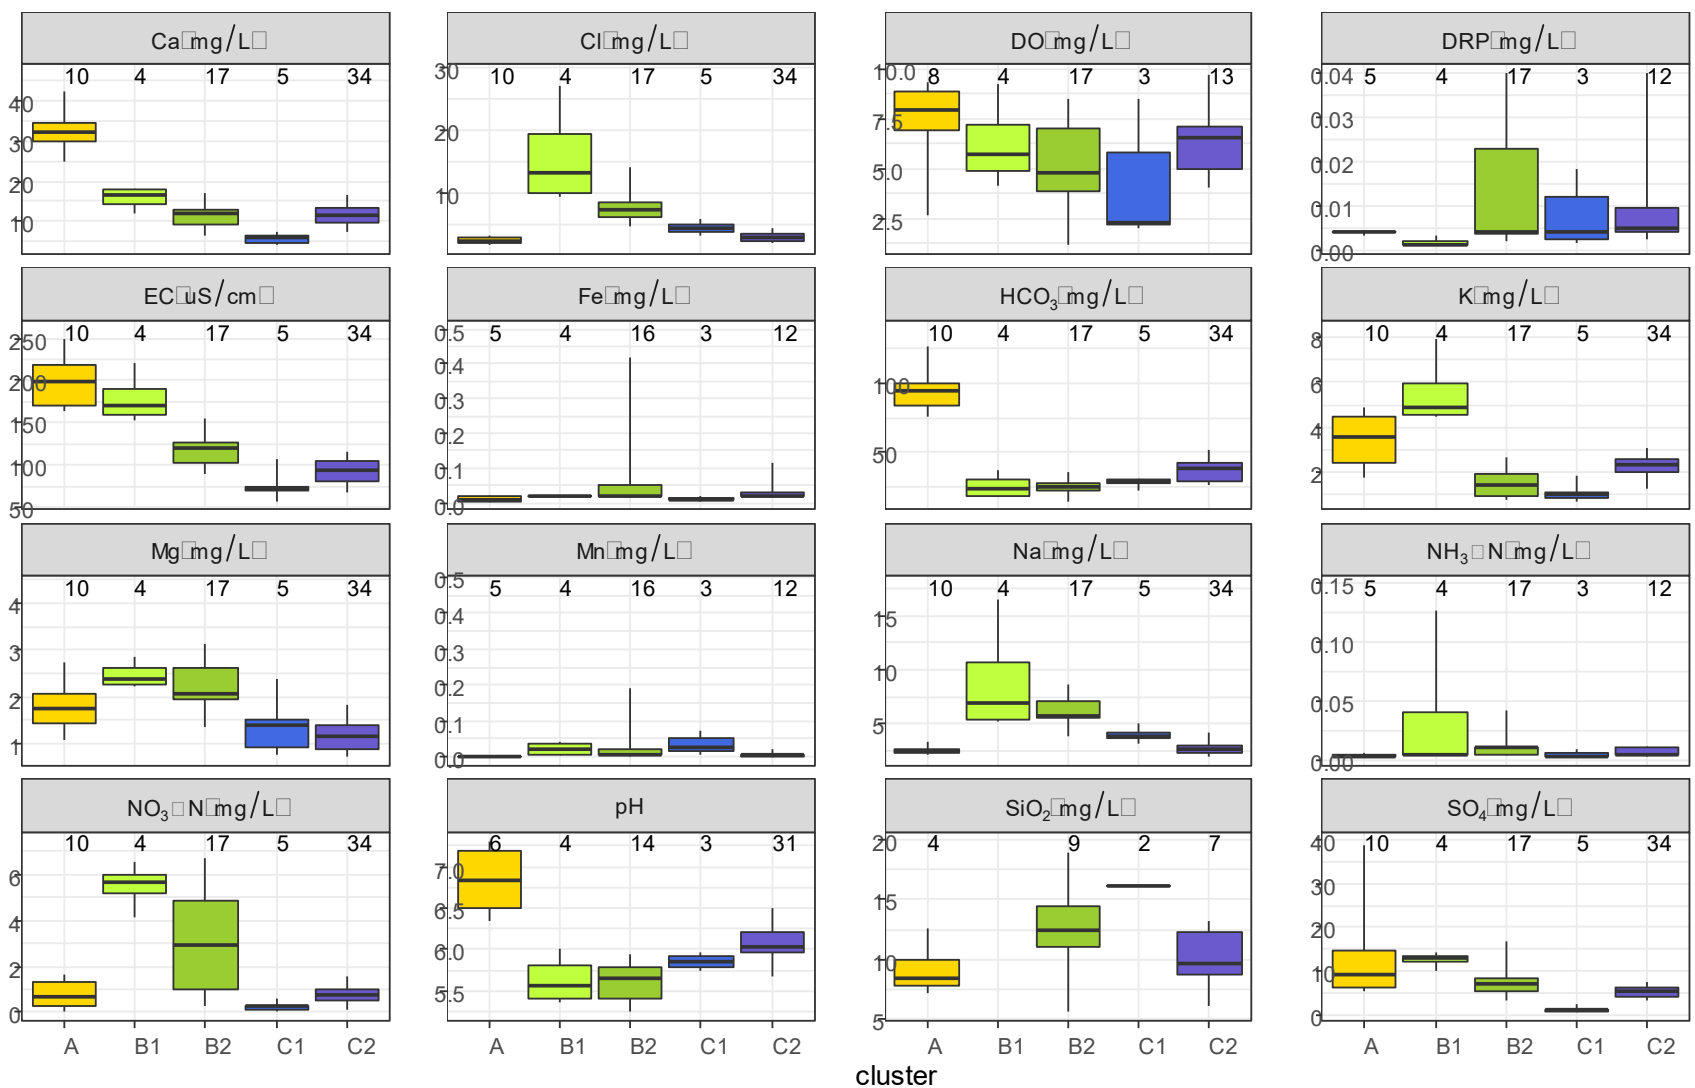 Ca□mg/L□
Cl□mg/L□
DO□mg/L□
DRP□mg/L□
10 4 17 5 34
10 4 17 5 34
8 4 17 3 13
5 4 17 3 12
40
30
20
10
30
20
10
10.0
7.5
5.0
2.5
0.04
0.03
0.02
0.01
0.00
EC□uS/cm□
Fe□mg/L□
HCO₃□mg/L□
K□mg/L□
10 4 17 5 34
5 4 16 3 12
10 4 17 5 34
10 4 17 5 34
250
200
150
100
50
0.5
0.4
0.3
0.2
0.1
0.0
100
50
8
6
4
2
Mg□mg/L□
Mn□mg/L□
Na□mg/L□
NH₃□N□mg/L□
10 4 17 5 34
5 4 16 3 12
10 4 17 5 34
5 4 17 3 12
4
3
2
1
0.5
0.4
0.3
0.2
0.1
0.0
15
10
5
0.15
0.10
0.05
0.00
NO₃□N□mg/L□
pH
SiO₂□mg/L□
SO₄□mg/L□
10 4 17 5 34
6 4 14 3 31
4 9 2 7
10 4 17 5 34
6
4
2
0
7.0
6.5
6.0
5.5
20
15
10
5
40
30
20
10
0
A B1 B2 C1 C2
A B1 B2 C1 C2
A B1 B2 C1 C2
A B1 B2 C1 C2
cluster